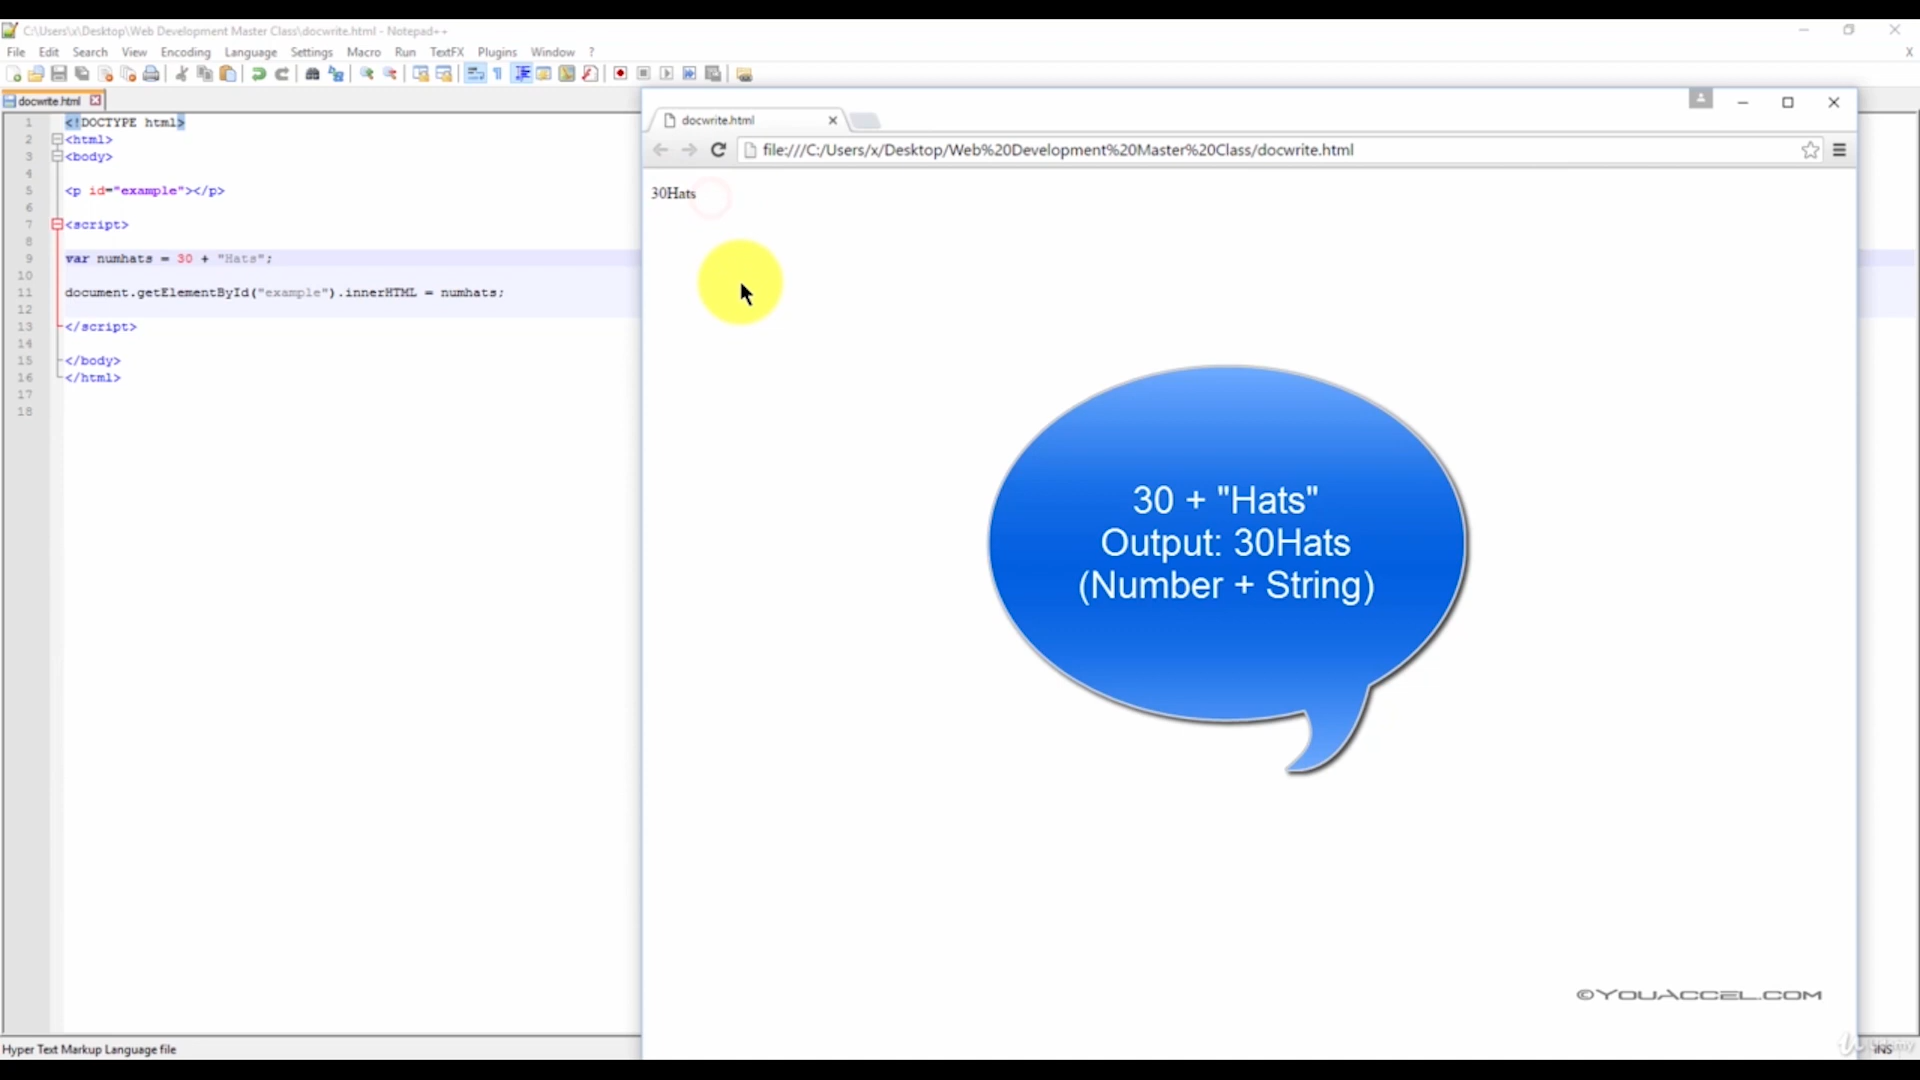 C:\Users\x\Desktop\Web Development Master Class\docwrite.html - Notepad++
File Edit Search View Encoding Language Settings Macro Run TextFX Plugins Window ?
docwrite.html
1 <!DOCTYPE html>
2 <html>
3 <body>
4
5 <p id="example"></p>
6
7 <script>
8
9 var numhats = 30 + "Hats";
10
11 document.getElementById("example").innerHTML = numhats;
12
13 </script>
14
15 </body>
16 </html>
17
18
docwrite.html
file:///C:/Users/x/Desktop/Web%20Development%20Master%20Class/docwrite.html
30Hats
30 + "Hats"
Output: 30Hats
(Number + String)
©YOUACCEL.COM
Hyper Text Markup Language file
INS